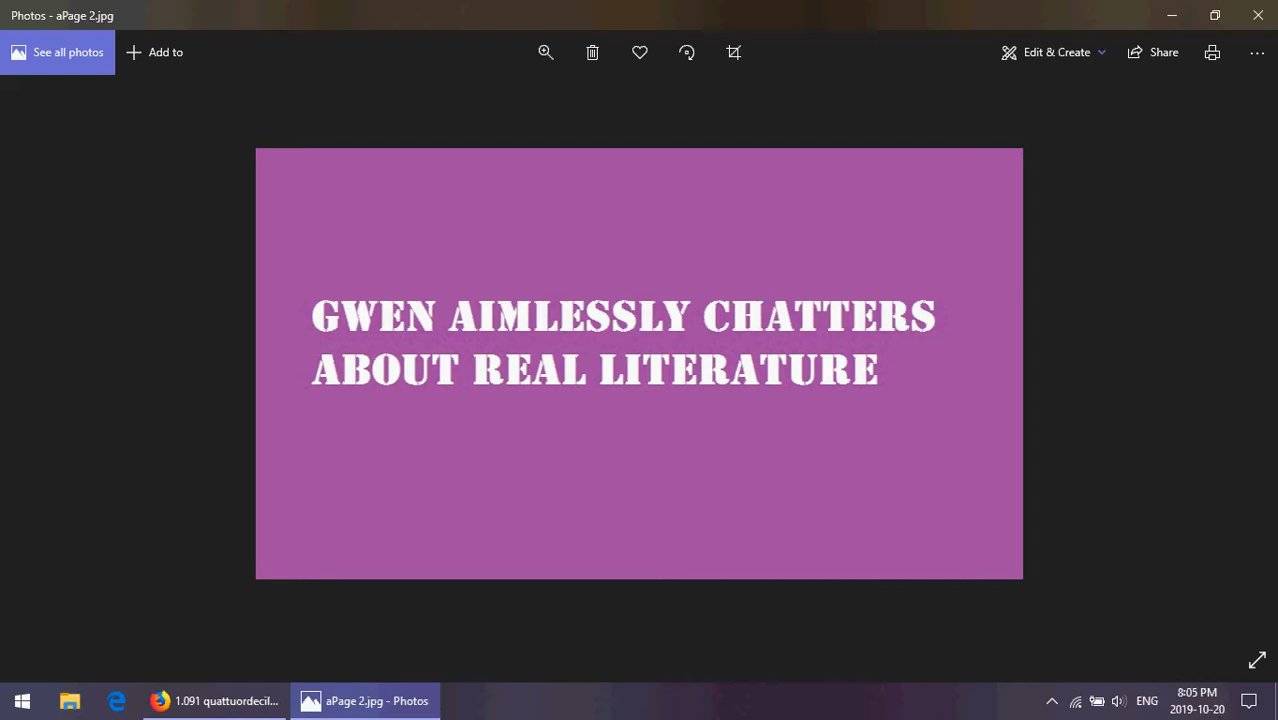 Photos - aPage 2.jpg
See all photos
Add to
Edit & Create
Share
GWEN AIMLESSLY CHATTERS
ABOUT REAL LITERATURE
1.091 quattuordecil...
aPage 2.jpg - Photos
ENG
8:05 PM
2019-10-20